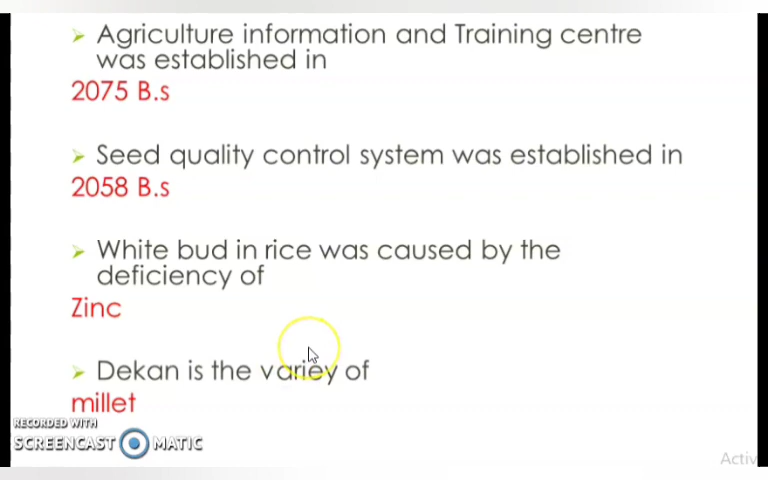 Agriculture information and Training centre
was established in
2075 B.s
Seed quality control system was established in
2058 B.s
White bud in rice was caused by the
deficiency of
Zinc
Dekan is the variey of
millet
RECORDED WITH
SCREENCAST MATIC
Activ